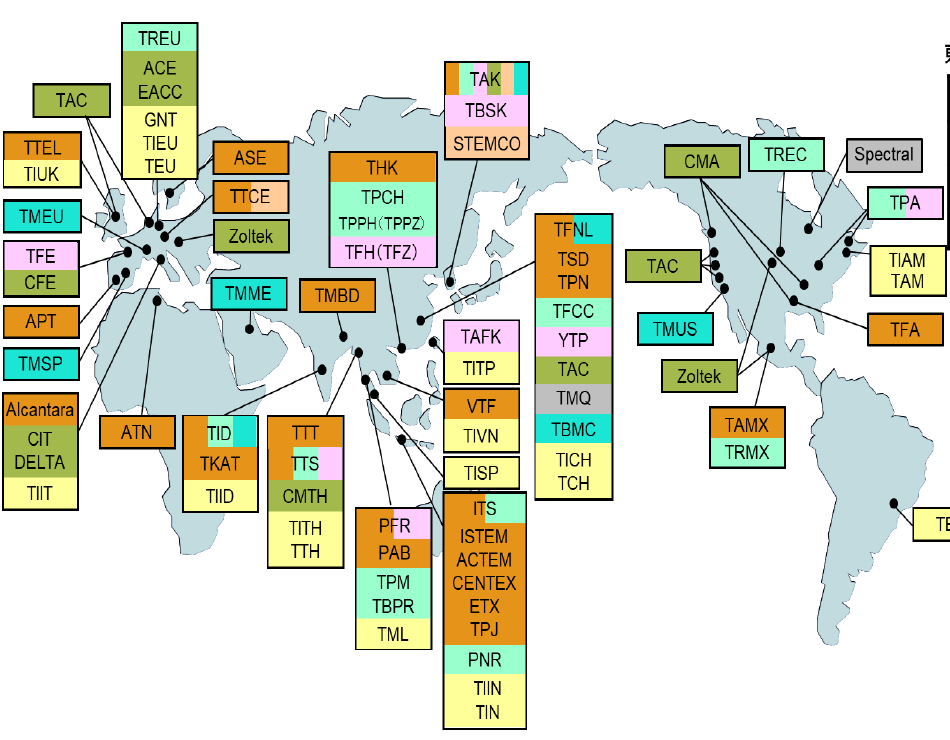 TREU
ACE
EACC
GNT
TIEU
TEU
TAC
TTEL
TIUK
TMEU
TFE
CFE
APT
TMSP
Alcantara
CIT
DELTA
TIIT
ASE
TTCE
Zoltek
TMME
ATN
TMBD
TID
TKAT
TIID
TTT
TTS
CMTH
TITH
TTH
THK
TPCH
TPPH(TPPZ)
TFH(TFZ)
TAK
TBSK
STEMCO
PFR
PAB
TPM
TBPR
TML
TAFK
TITP
VTF
TIVN
TISP
ITS
ISTEM
ACTEM
CENTEX
ETX
TPJ
PNR
TIIN
TIN
TFNL
TSD
TPN
TFCC
YTP
TAC
TMQ
TBMC
TICH
TCH
CMA
TREC
Spectral
TPA
TAC
TIAM
TAM
TMUS
TFA
Zoltek
TAMX
TRMX